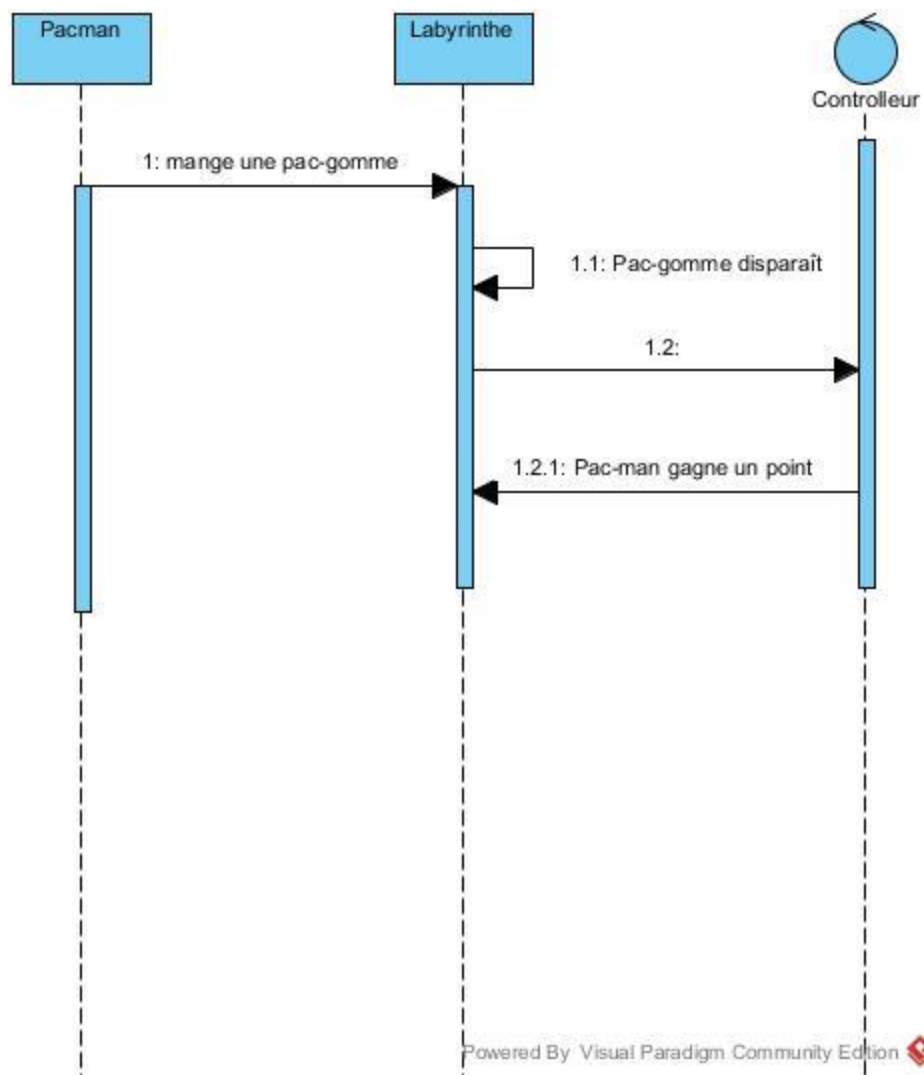 Pacman
Labyrinthe
Controlleur
1: mange une pac-gomme
1.1: Pac-gomme disparaît
1.2:
1.2.1: Pac-man gagne un point
Powered By Visual Paradigm Community Edition